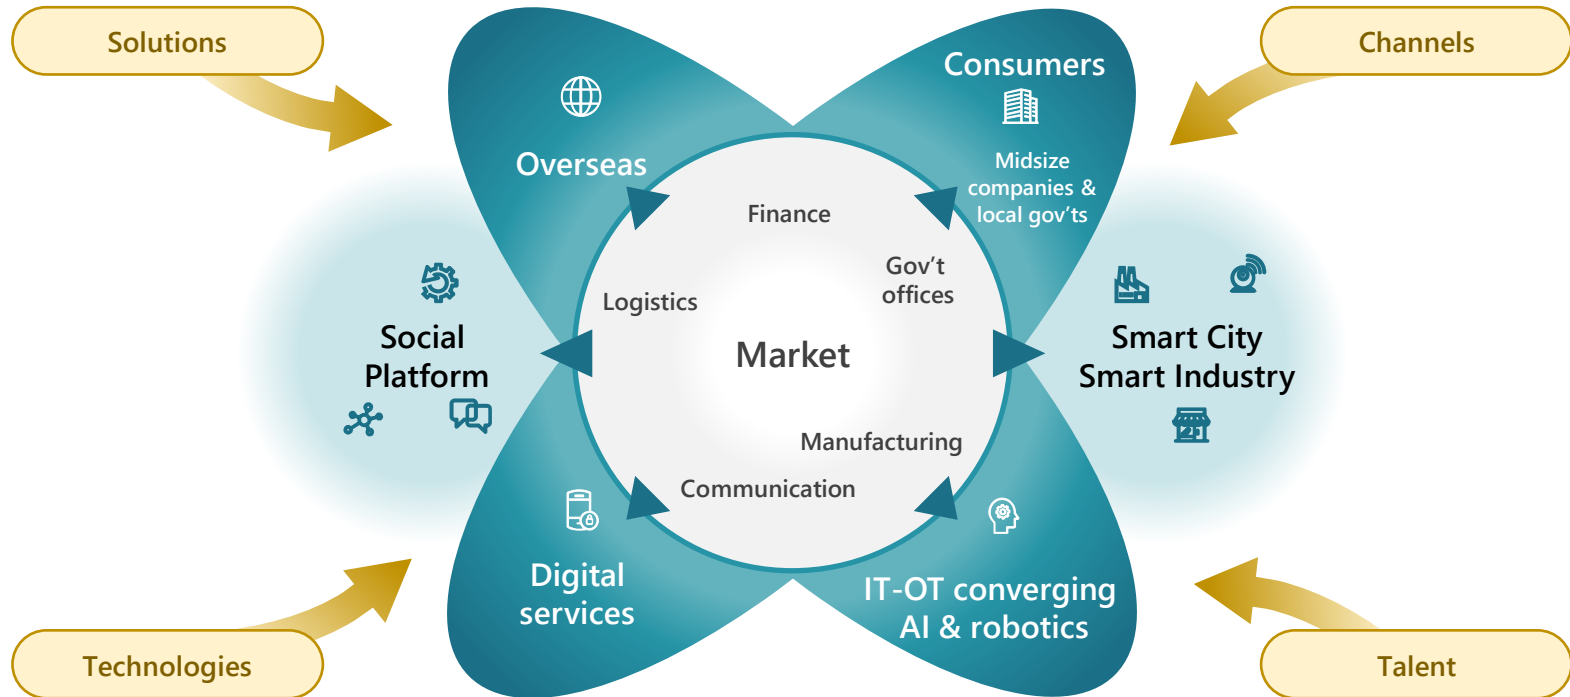 Solutions
Channels
Consumers
Overseas
Midsize
companies &
local gov’ts
Finance
Gov’t
offices
Logistics
Social
Platform
Market
Smart City
Smart Industry
Manufacturing
Communication
Digital
services
IT-OT converging
AI & robotics
Technologies
Talent